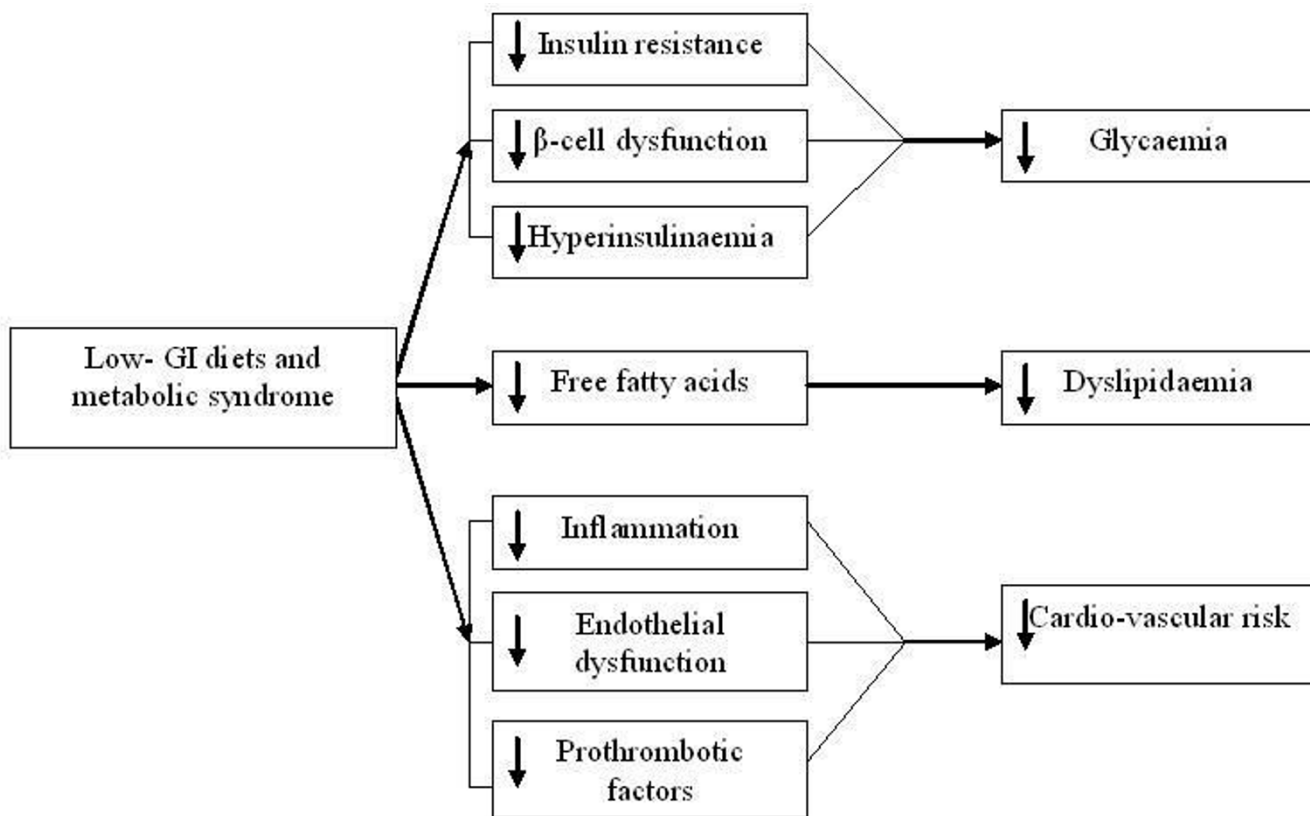 Insulin resistance
β-cell dysfunction
Hyperinsulinaemia
Glycaemia
Low- GI diets and
metabolic syndrome
Free fatty acids
Dyslipidaemia
Inflammation
Endothelial
dysfunction
Prothrombotic
factors
Cardio-vascular risk